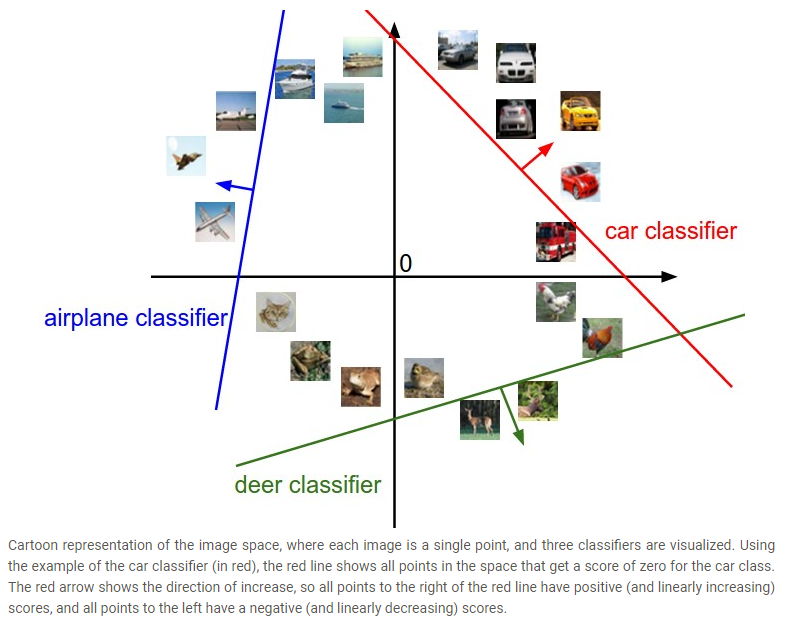 0
car classifier
airplane classifier
deer classifier
Cartoon representation of the image space, where each image is a single point, and three classifiers are visualized. Using
the example of the car classifier (in red), the red line shows all points in the space that get a score of zero for the car class.
The red arrow shows the direction of increase, so all points to the right of the red line have positive (and linearly increasing)
scores, and all points to the left have a negative (and linearly decreasing) scores.